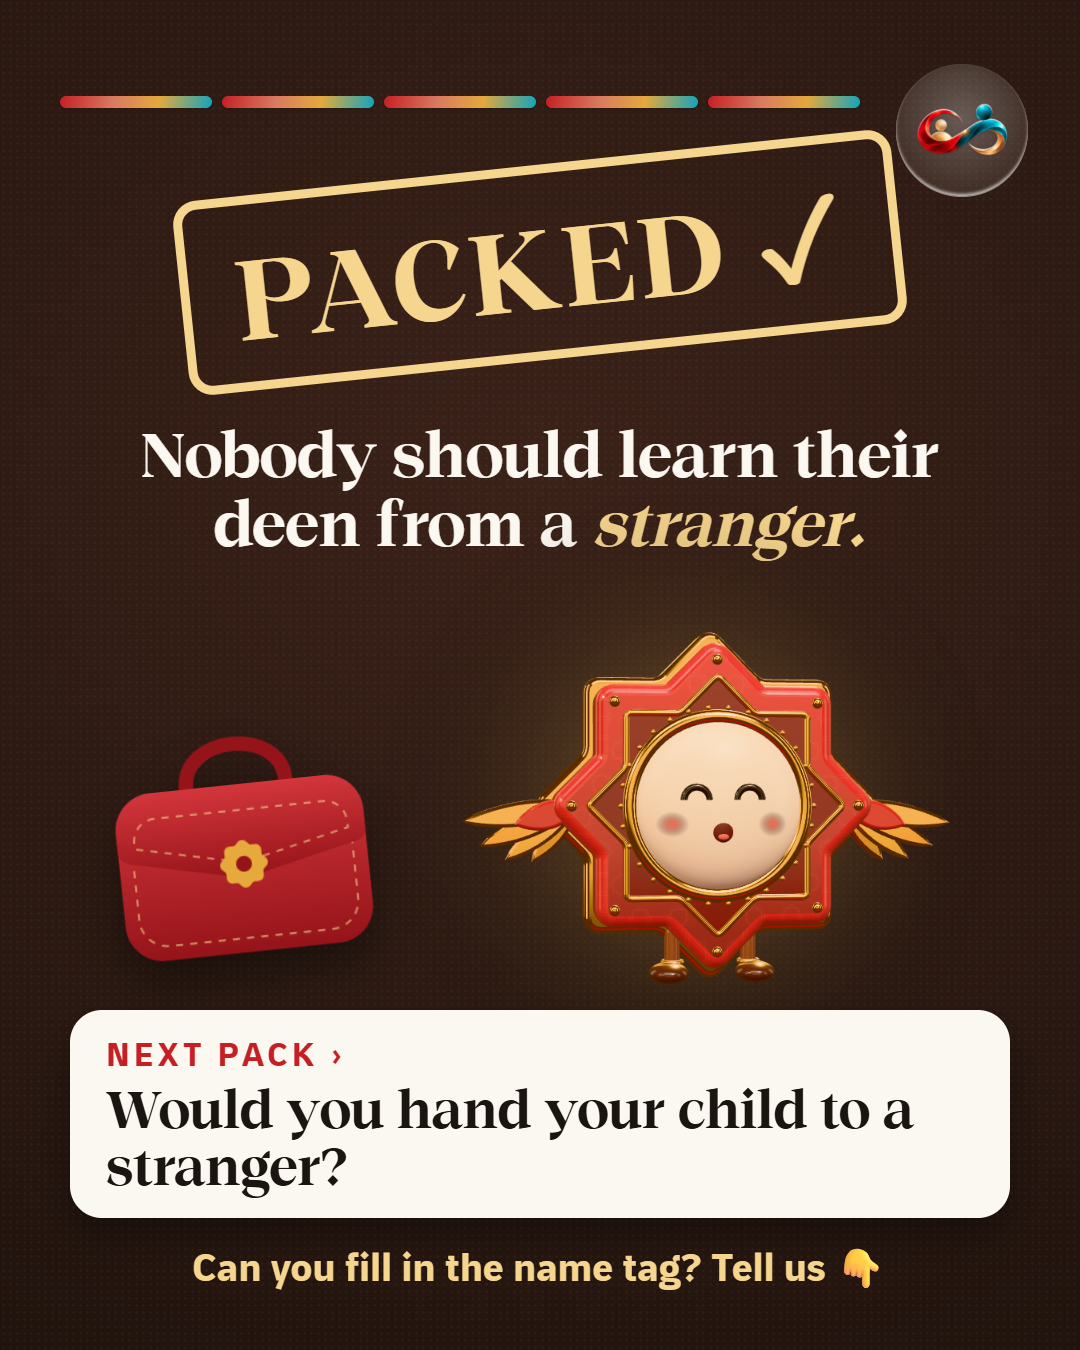 PACKED ✓
Nobody should learn their
deen from a stranger.
NEXT PACK ›
Would you hand your child to a
stranger?
Can you fill in the name tag? Tell us 👇